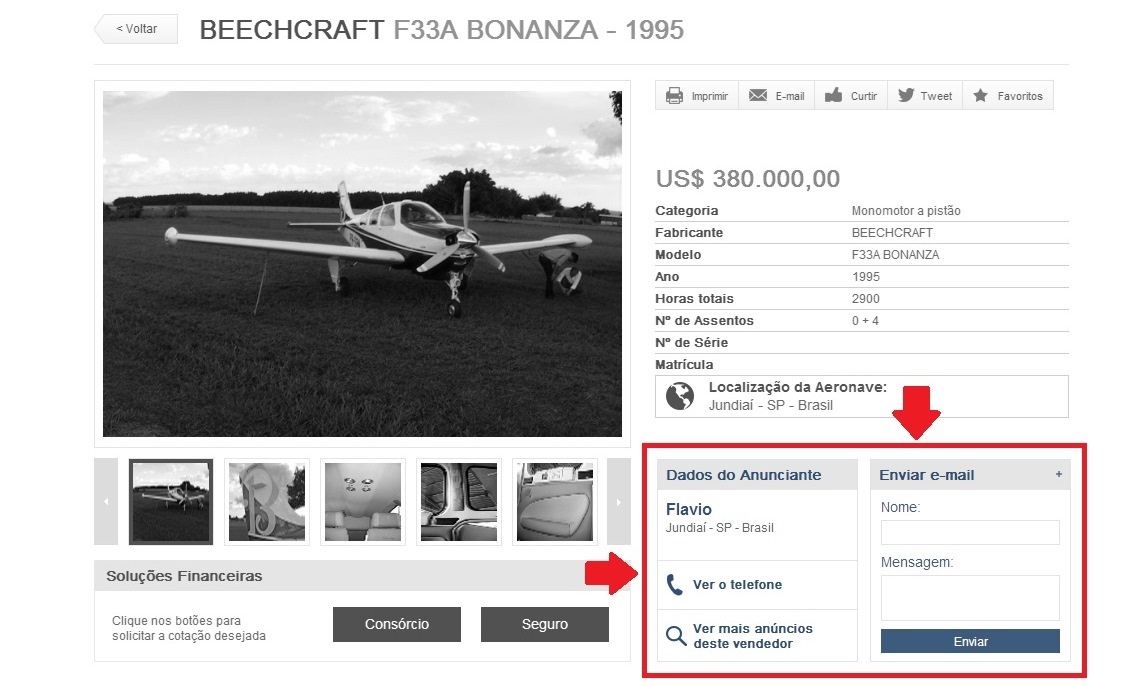 < Voltar
BEECHCRAFT F33A BONANZA - 1995
Imprimir
E-mail
Curtir
Tweet
Favoritos
US$ 380.000,00
Categoria Monomotor a pistão
Fabricante BEECHCRAFT
Modelo F33A BONANZA
Ano 1995
Horas totais 2900
Nº de Assentos 0 + 4
Nº de Série
Matrícula
Localização da Aeronave:
Jundiaí - SP - Brasil
Soluções Financeiras
Clique nos botões para
solicitar a cotação desejada
Consórcio
Seguro
Dados do Anunciante
Flavio
Jundiaí - SP - Brasil
Ver o telefone
Ver mais anúncios
deste vendedor
Enviar e-mail +
Nome:
Mensagem:
Enviar